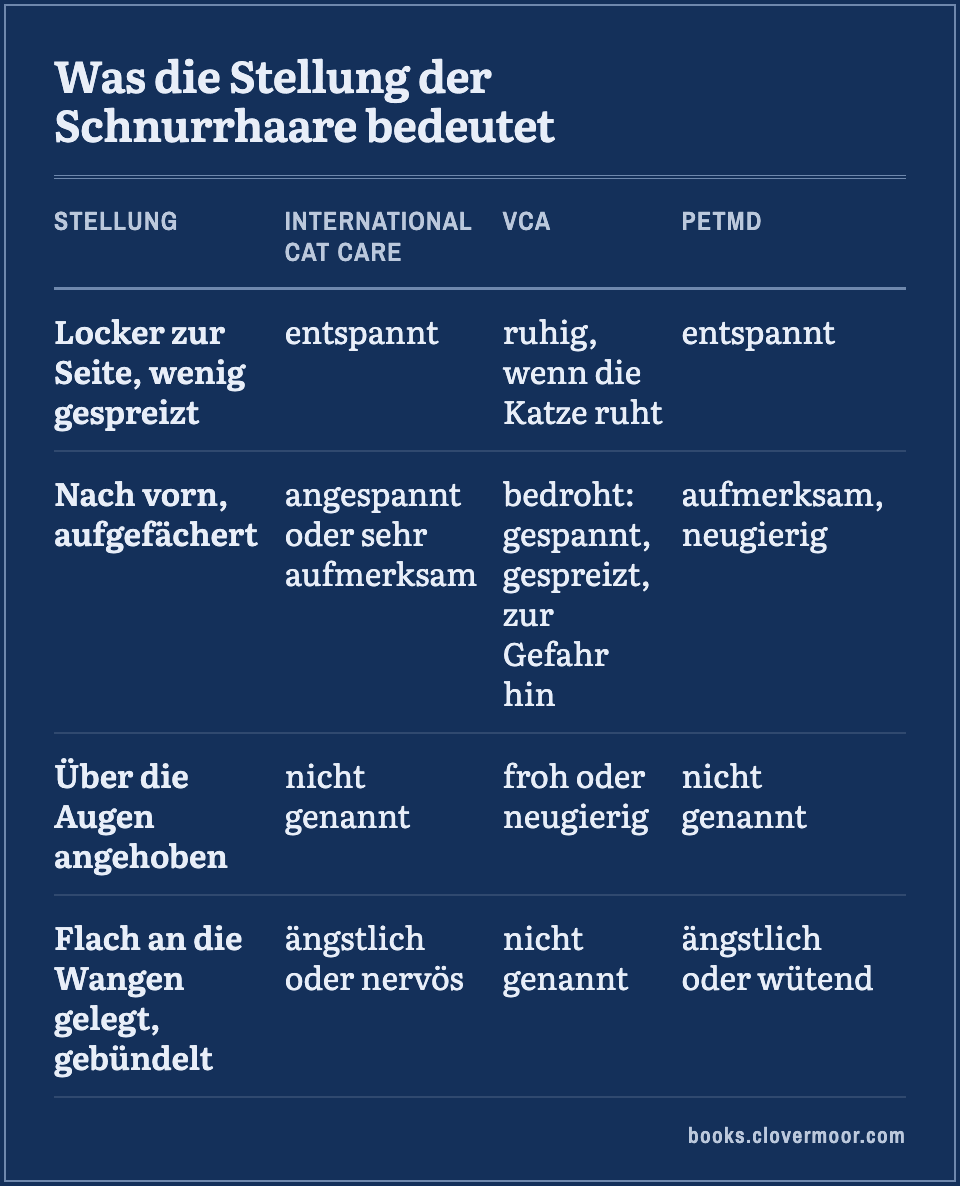 Was die Stellung der
Schnurrhaare bedeutet
STELLUNG
INTERNATIONAL
CAT CARE
VCA
PETMD
Locker zur
Seite, wenig
gespreizt
entspannt
ruhig,
wenn die
Katze ruht
entspannt
Nach vorn,
aufgefächert
angespannt
oder sehr
aufmerksam
bedroht:
gespannt,
gespreizt,
zur
Gefahr
hin
aufmerksam,
neugierig
Über die
Augen
angehoben
nicht
genannt
froh oder
neugierig
nicht
genannt
Flach an die
Wangen
gelegt,
gebündelt
ängstlich
oder nervös
nicht
genannt
ängstlich
oder wütend
books.clovermoor.com